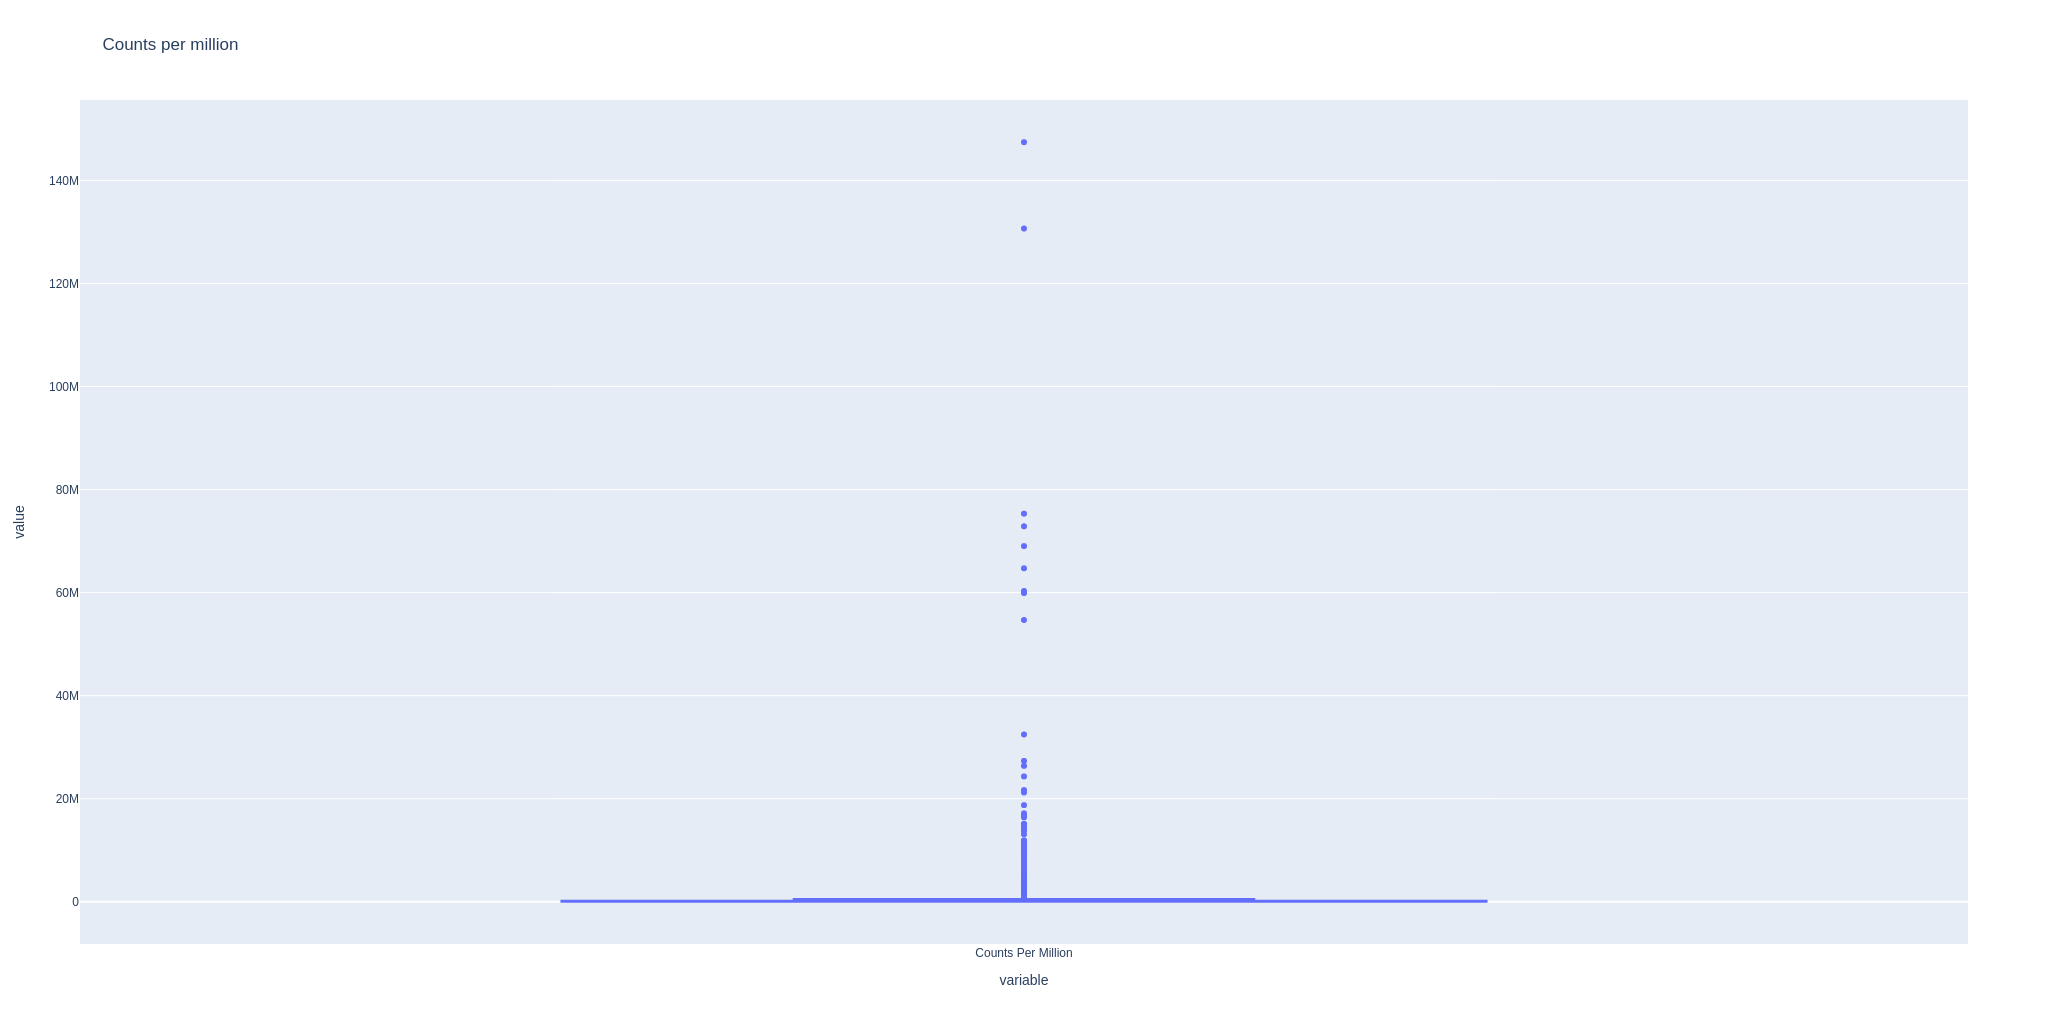 Counts per million
140M
120M
100M
80M
60M
40M
20M
0
value
Counts Per Million
variable